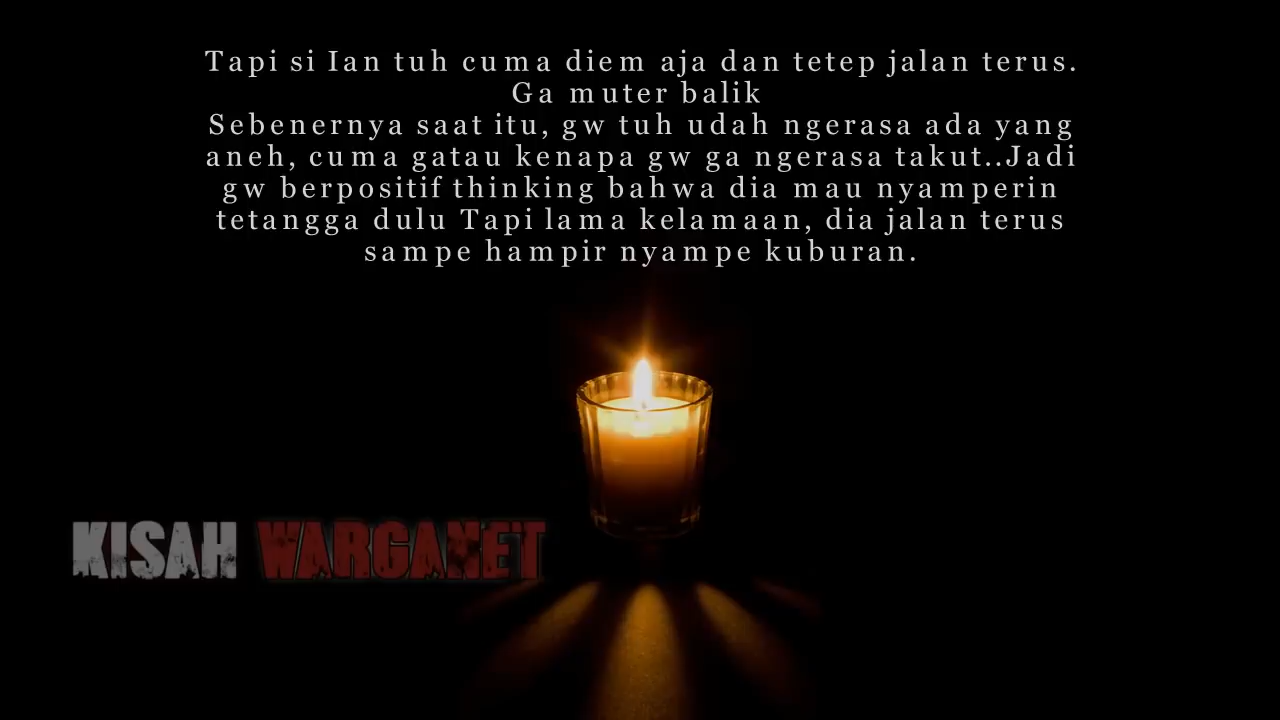 Tapi si Ian tuh cuma diem aja dan tetep jalan terus.
Ga muter balik
Sebenernya saat itu, gw tuh udah ngerasa ada yang
aneh, cuma gatau kenapa gw ga ngerasa takut..Jadi
gw berpositif thinking bahwa dia mau nyamperin
tetangga dulu Tapi lama kelamaan, dia jalan terus
sampe hampir nyampe kuburan.
KISAH WARGANET